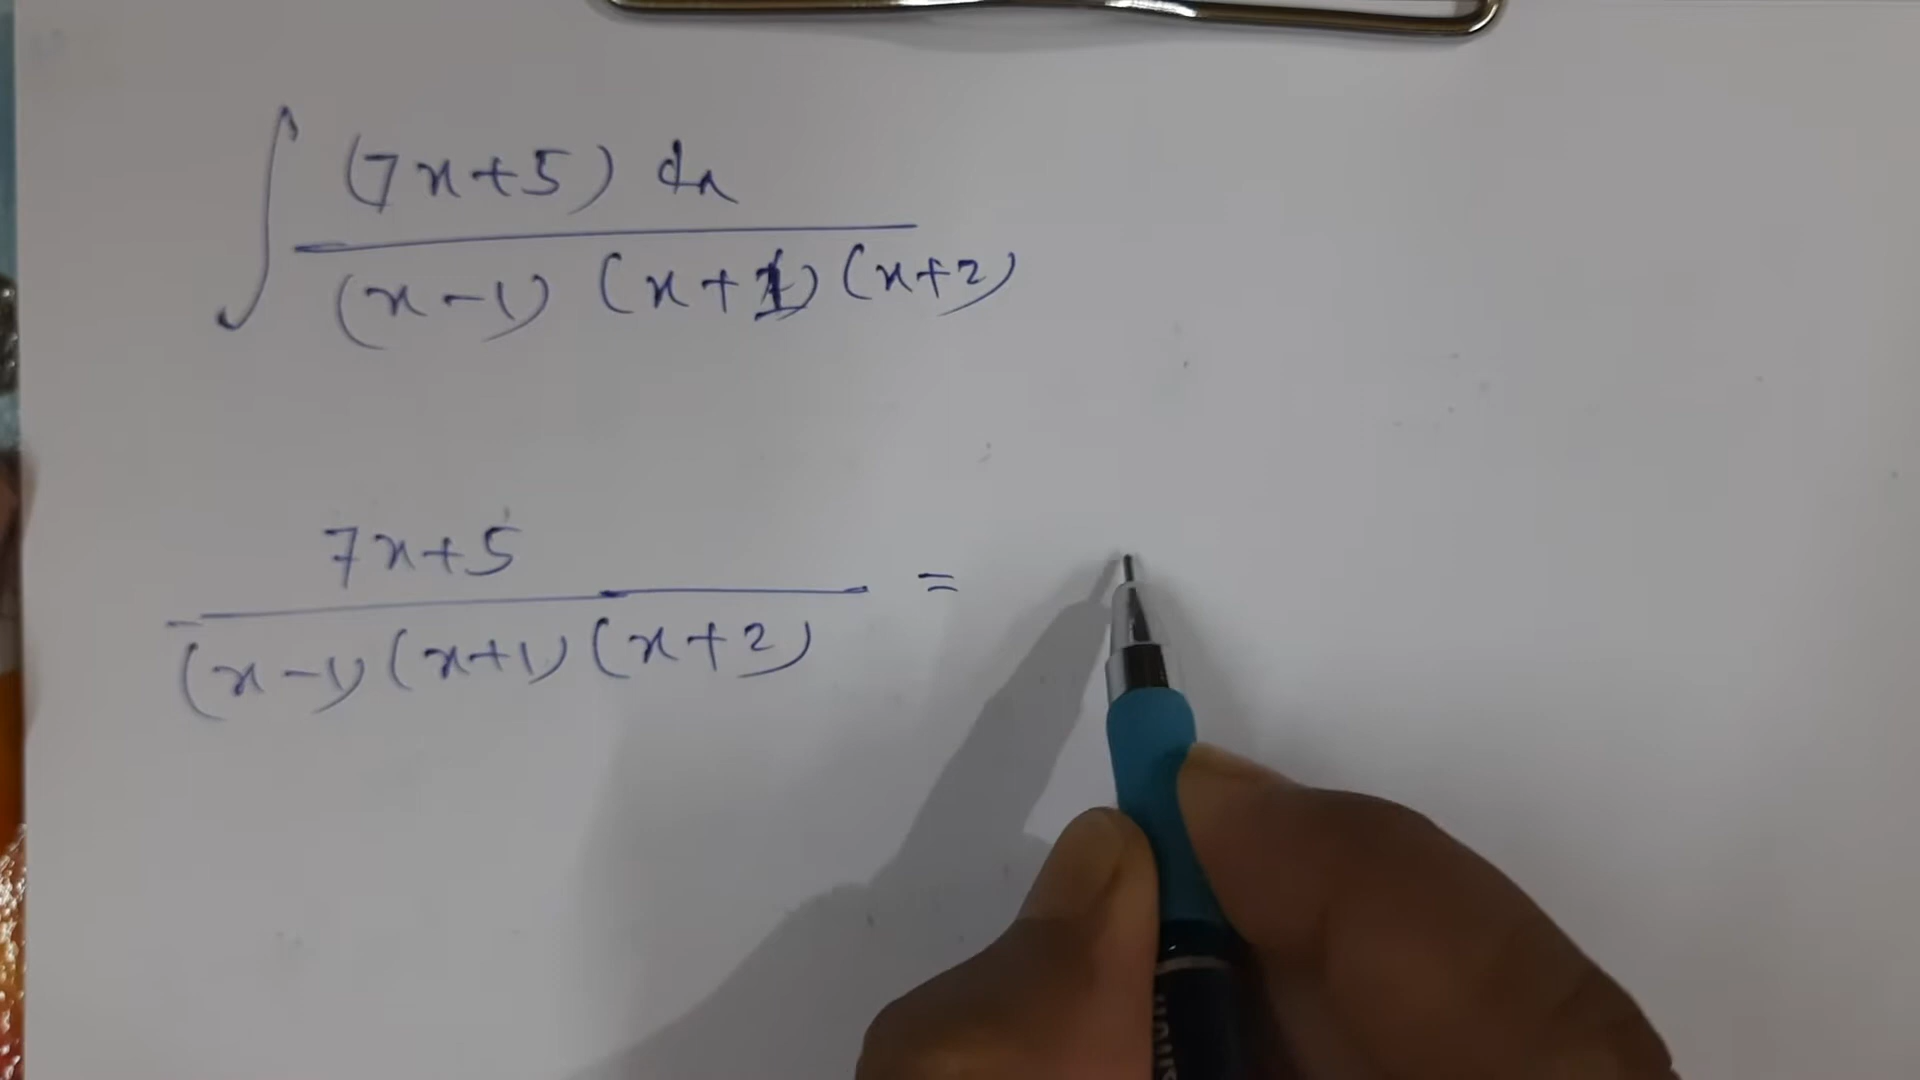 ∫ (7x+5) dx
(x-1) (x+1) (x+2)
7x+5
=
(x-1) (x+1) (x+2)